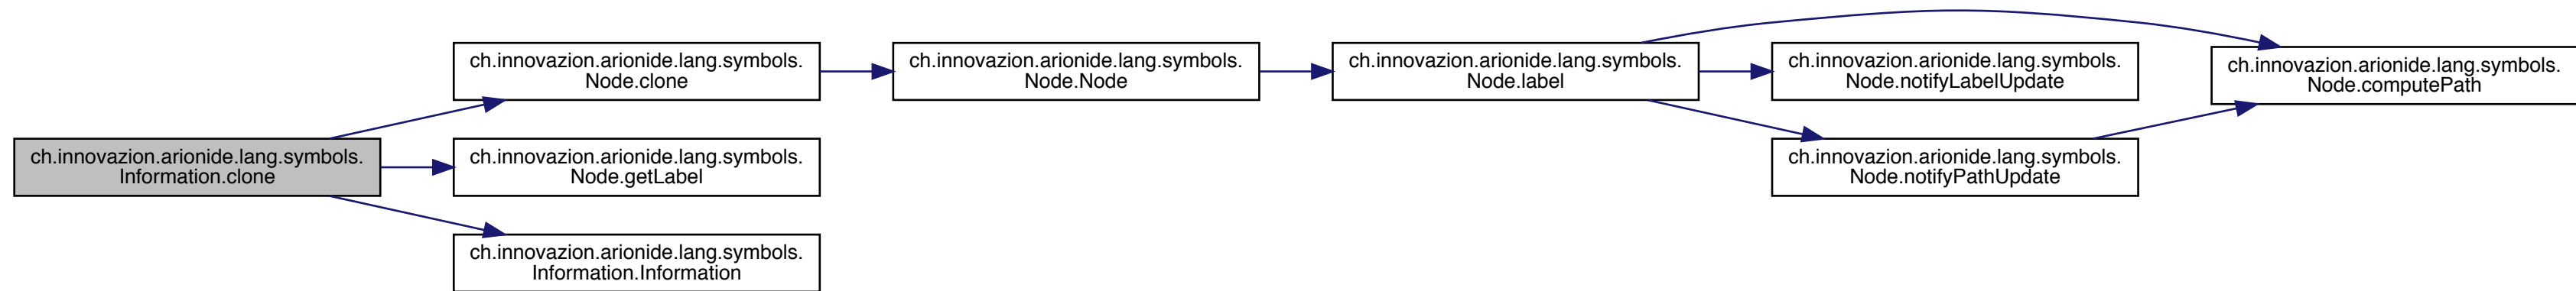 ch.innovazion.arionide.lang.symbols.
Information.clone
ch.innovazion.arionide.lang.symbols.
Node.clone
ch.innovazion.arionide.lang.symbols.
Node.getLabel
ch.innovazion.arionide.lang.symbols.
Information.Information
ch.innovazion.arionide.lang.symbols.
Node.Node
ch.innovazion.arionide.lang.symbols.
Node.label
ch.innovazion.arionide.lang.symbols.
Node.notifyLabelUpdate
ch.innovazion.arionide.lang.symbols.
Node.notifyPathUpdate
ch.innovazion.arionide.lang.symbols.
Node.computePath